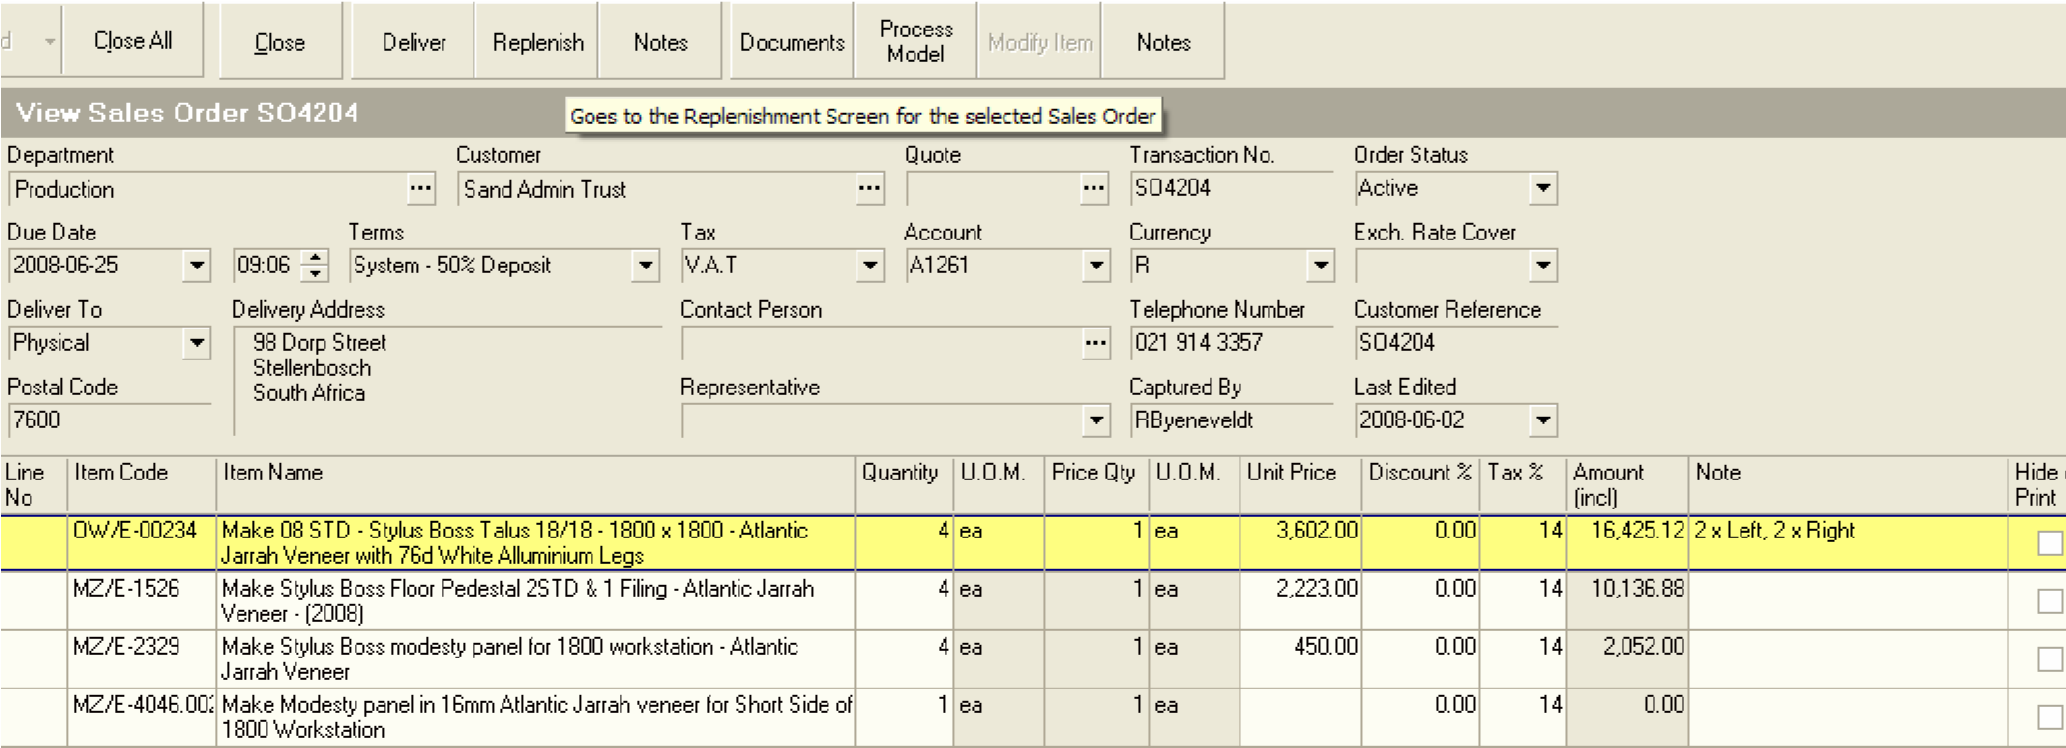 d Close All Close Deliver Replenish Notes Documents Process Model Modify Item Notes
View Sales Order SO4204
Goes to the Replenishment Screen for the selected Sales Order
Department Customer Quote Transaction No. Order Status
Production ... Sand Admin Trust ... ... SO4204 Active
Due Date Terms Tax Account Currency Exch. Rate Cover
2008-06-25 09:06 System - 50% Deposit V.A.T A1261 R
Deliver To Delivery Address Contact Person Telephone Number Customer Reference
Physical 98 Dorp Street ... 021 914 3357 SO4204
Stellenbosch
Postal Code South Africa Representative Captured By Last Edited
7600 RByeneveldt 2008-06-02
Line No Item Code Item Name Quantity U.O.M. Price Qty U.O.M. Unit Price Discount % Tax % Amount (incl) Note Hide Print
OW/E-00234 Make 08 STD - Stylus Boss Talus 18/18 - 1800 x 1800 - Atlantic 4 ea 1 ea 3,602.00 0.00 14 16,425.12 2 x Left, 2 x Right
Jarrah Veneer with 76d White Alluminium Legs
MZ/E-1526 Make Stylus Boss Floor Pedestal 2STD & 1 Filing - Atlantic Jarrah 4 ea 1 ea 2,223.00 0.00 14 10,136.88
Veneer - (2008)
MZ/E-2329 Make Stylus Boss modesty panel for 1800 workstation - Atlantic 4 ea 1 ea 450.00 0.00 14 2,052.00
Jarrah Veneer
MZ/E-4046.002 Make Modesty panel in 16mm Atlantic Jarrah veneer for Short Side of 1 ea 1 ea 0.00 14 0.00
1800 Workstation